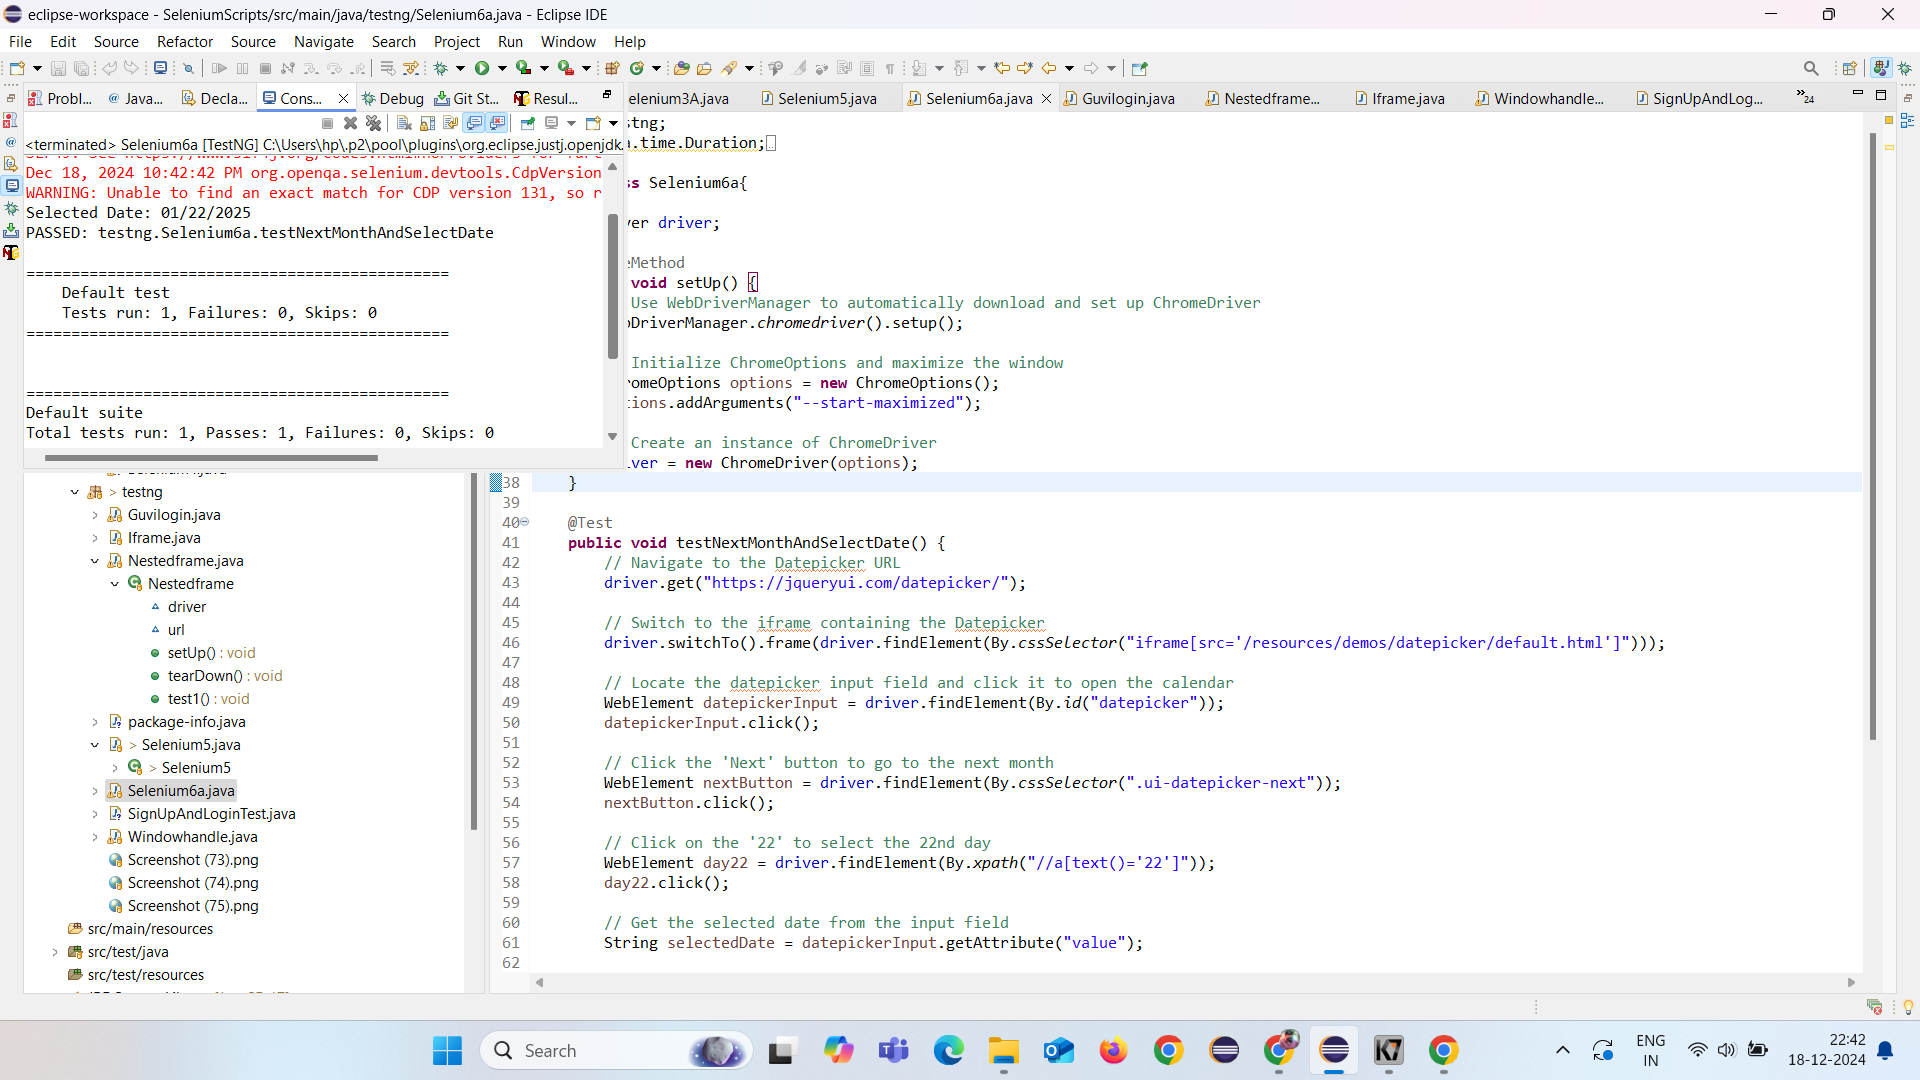 eclipse-workspace - SeleniumScripts/src/main/java/testng/Selenium6a.java - Eclipse IDE
File Edit Source Refactor Source Navigate Search Project Run Window Help
Probl... Java... Decla... Cons... Debug Git St... Resul...
elenium3A.java Selenium5.java Selenium6a.java Guvilogin.java Nestedframe... Iframe.java Windowhandle... SignUpAndLog... 24
<terminated> Selenium6a [TestNG] C:\Users\hp\.p2\pool\plugins\org.eclipse.justj.openjdk.
Dec 18, 2024 10:42:42 PM org.openqa.selenium.devtools.CdpVersion
WARNING: Unable to find an exact match for CDP version 131, so r
Selected Date: 01/22/2025
PASSED: testng.Selenium6a.testNextMonthAndSelectDate
===============================================
Default test
Tests run: 1, Failures: 0, Skips: 0
===============================================
===============================================
Default suite
Total tests run: 1, Passes: 1, Failures: 0, Skips: 0
> testng
Guvilogin.java
Iframe.java
Nestedframe.java
Nestedframe
driver
url
setUp() : void
tearDown() : void
test1() : void
package-info.java
> Selenium5.java
> Selenium5
Selenium6a.java
SignUpAndLoginTest.java
Windowhandle.java
Screenshot (73).png
Screenshot (74).png
Screenshot (75).png
src/main/resources
src/test/java
src/test/resources
stng;
a.time.Duration;
ss Selenium6a{
ver driver;
eMethod
void setUp() {
Use WebDriverManager to automatically download and set up ChromeDriver
bDriverManager.chromedriver().setup();
Initialize ChromeOptions and maximize the window
romeOptions options = new ChromeOptions();
tions.addArguments("--start-maximized");
Create an instance of ChromeDriver
iver = new ChromeDriver(options);
38 }
39
40 @Test
41 public void testNextMonthAndSelectDate() {
42 // Navigate to the Datepicker URL
43 driver.get("https://jqueryui.com/datepicker/");
44
45 // Switch to the iframe containing the Datepicker
46 driver.switchTo().frame(driver.findElement(By.cssSelector("iframe[src='/resources/demos/datepicker/default.html']")));
47
48 // Locate the datepicker input field and click it to open the calendar
49 WebElement datepickerInput = driver.findElement(By.id("datepicker"));
50 datepickerInput.click();
51
52 // Click the 'Next' button to go to the next month
53 WebElement nextButton = driver.findElement(By.cssSelector(".ui-datepicker-next"));
54 nextButton.click();
55
56 // Click on the '22' to select the 22nd day
57 WebElement day22 = driver.findElement(By.xpath("//a[text()='22']"));
58 day22.click();
59
60 // Get the selected date from the input field
61 String selectedDate = datepickerInput.getAttribute("value");
62
Search
ENG
IN
22:42
18-12-2024